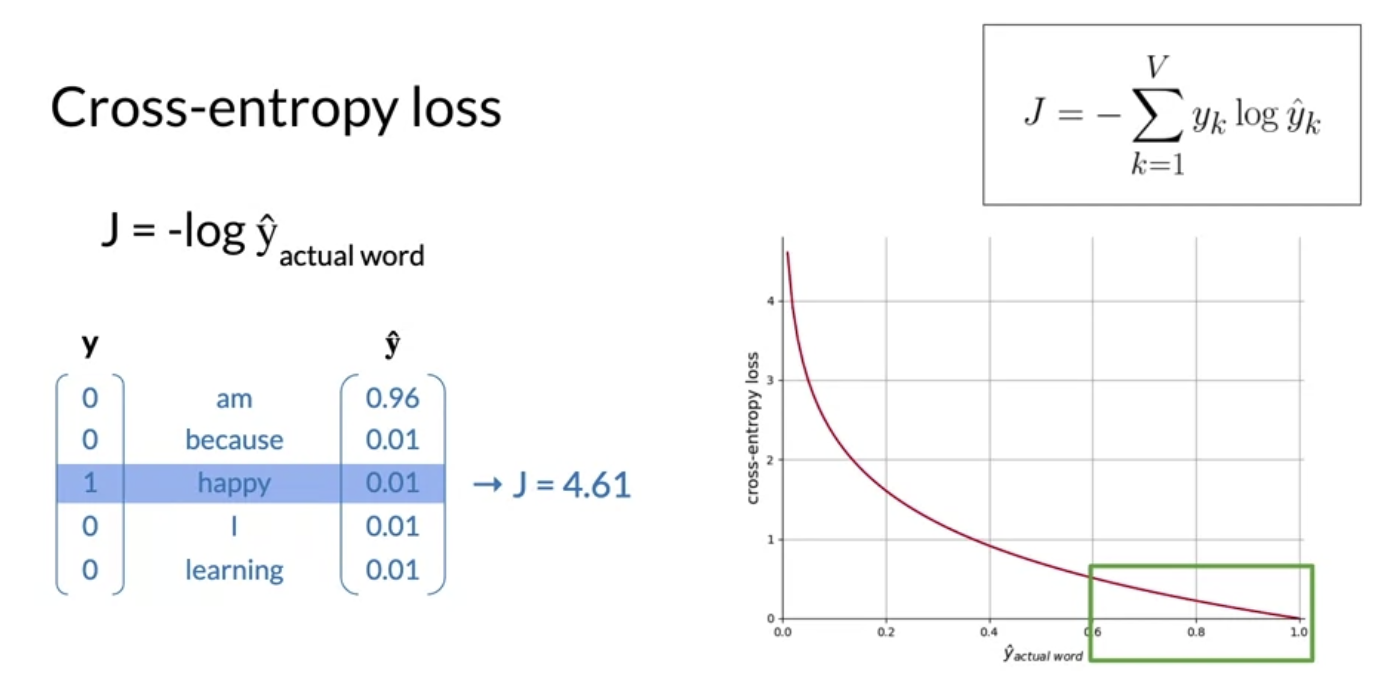 Cross-entropy loss
J = -log ŷ actual word
y ŷ
0 am 0.96
0 because 0.01
1 happy 0.01 → J = 4.61
0 I 0.01
0 learning 0.01
J = − ∑_{k=1}^{V} y_k log ŷ_k
cross-entropy loss
4
3
2
1
0
0.0 0.2 0.4 0.6 0.8 1.0
ŷ actual word